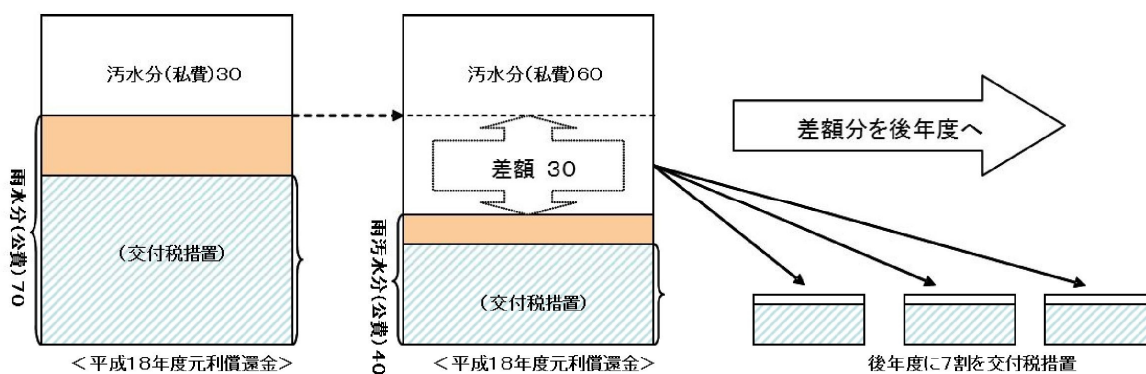 汚水分(私費)30
雨水分(公費)70
(交付税措置)
<平成18年度元利償還金>
汚水分(私費)60
差額 30
雨汚水分(公費)40
(交付税措置)
<平成18年度元利償還金>
差額分を後年度へ
後年度に7割を交付税措置